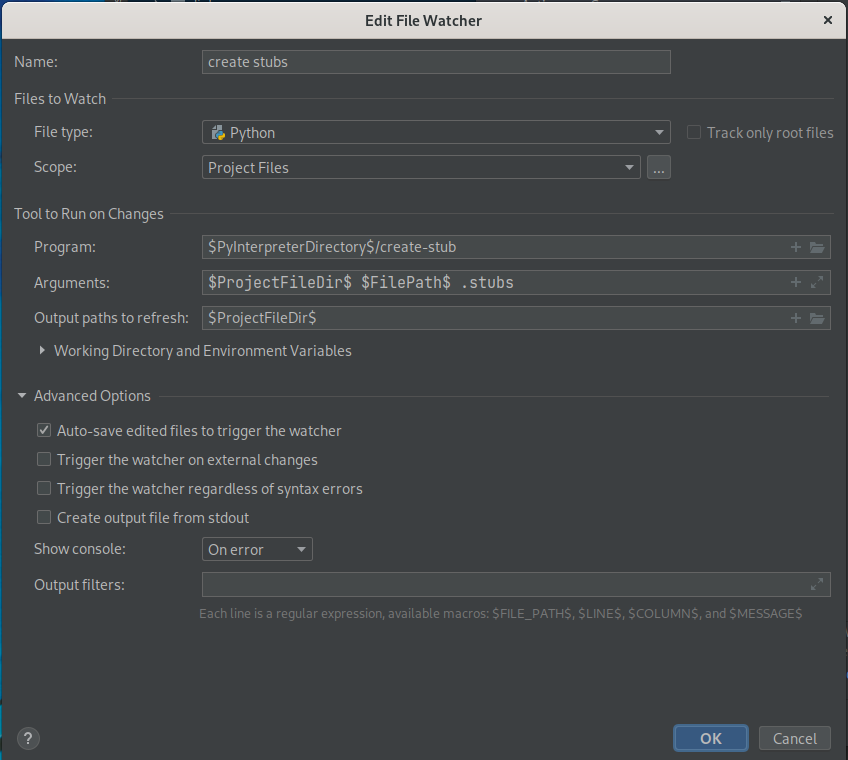 Edit File Watcher
Name: create stubs
Files to Watch
File type: Python Track only root files
Scope: Project Files ...
Tool to Run on Changes
Program: $PyInterpreterDirectory$/create-stub
Arguments: $ProjectFileDir$ $FilePath$ .stubs
Output paths to refresh: $ProjectFileDir$
Working Directory and Environment Variables
Advanced Options
Auto-save edited files to trigger the watcher
Trigger the watcher on external changes
Trigger the watcher regardless of syntax errors
Create output file from stdout
Show console: On error
Output filters:
Each line is a regular expression, available macros: $FILE_PATH$, $LINE$, $COLUMN$, and $MESSAGE$
? OK Cancel